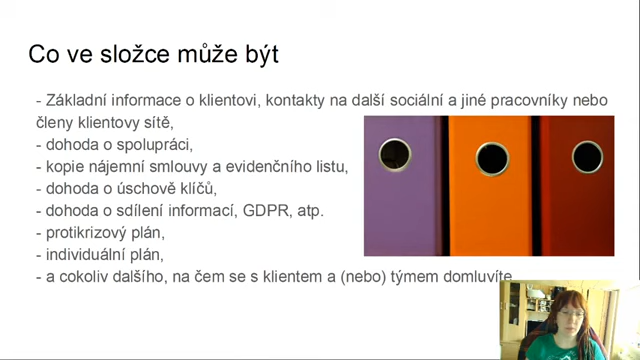 Co ve složce může být
- Základní informace o klientovi, kontakty na další sociální a jiné pracovníky nebo
členy klientovy sítě,
- dohoda o spolupráci,
- kopie nájemní smlouvy a evidenčního listu,
- dohoda o úschově klíčů,
- dohoda o sdílení informací, GDPR, atp.
- protikrizový plán,
- individuální plán,
- a cokoliv dalšího, na čem se s klientem a (nebo) týmem domluvíte